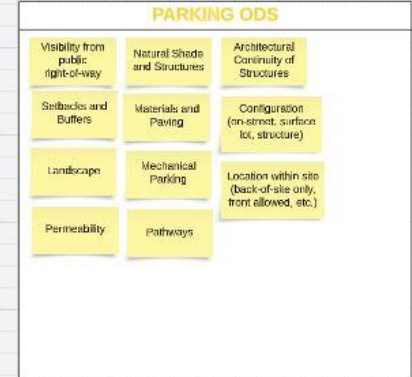 PARKING ODS
Visibility from
public
right-of-way
Natural Shade
and Structures
Architectural
Continuity of
Structures
Setbacks and
Buffers
Materials and
Paving
Configuration
(on-street, surface
lot, structure)
Landscape
Mechanical
Parking
Location within site
(back-of-site only,
front allowed, etc.)
Permeability
Pathways